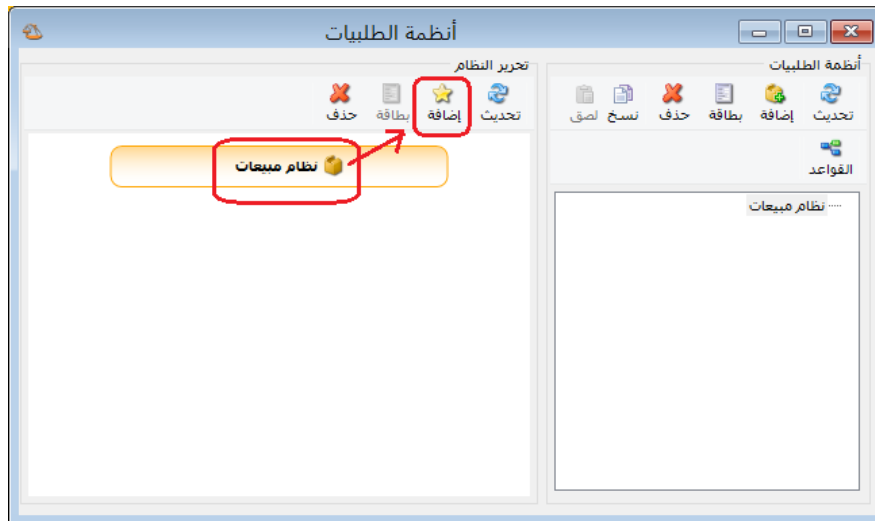 أنظمة الطلبيات
أنظمة الطلبيات
تحديث إضافة بطاقة حذف نسخ لصق
القواعد
نظام مبيعات
تحرير النظام
تحديث إضافة بطاقة حذف
نظام مبيعات